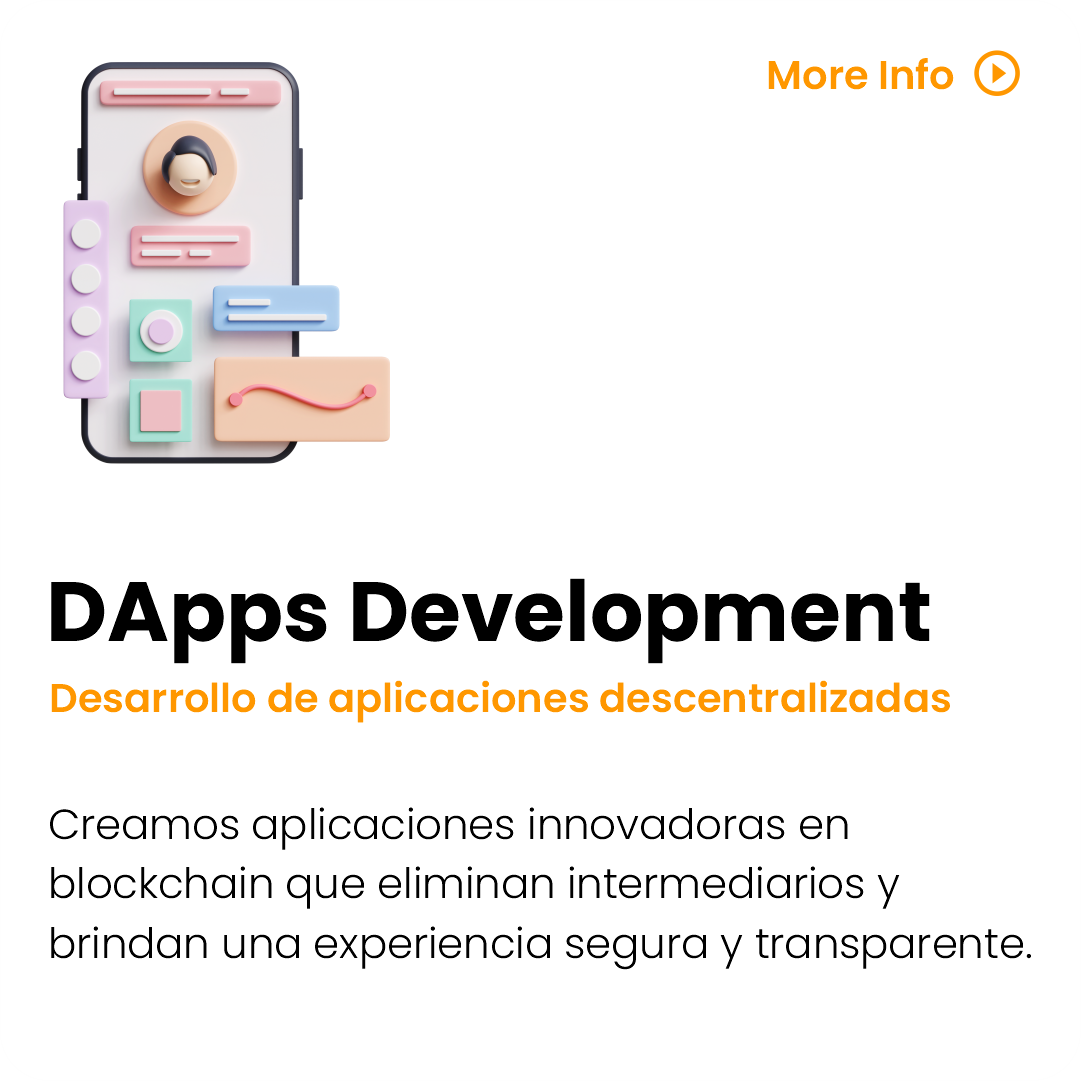 More Info
DApps Development
Desarrollo de aplicaciones descentralizadas
Creamos aplicaciones innovadoras en
blockchain que eliminan intermediarios y
brindan una experiencia segura y transparente.